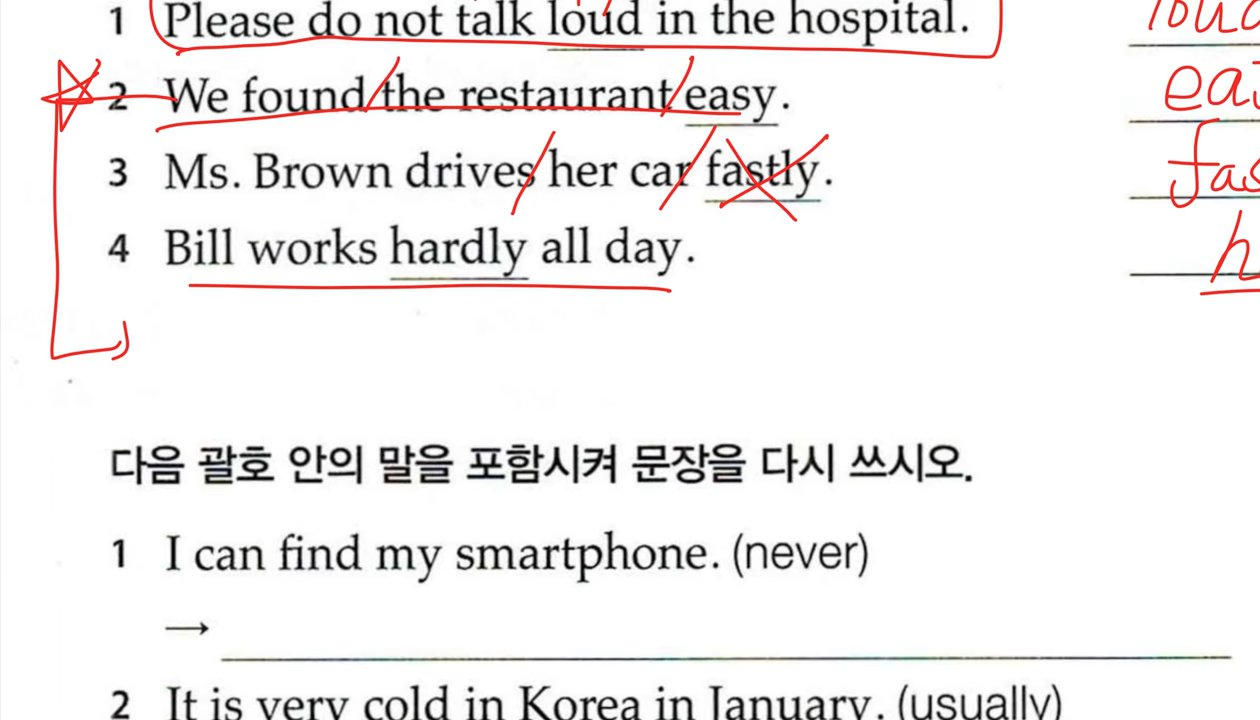 1 Please do not talk loud in the hospital.
2 We found the restaurant easy.
3 Ms. Brown drives her car fastly.
4 Bill works hardly all day.
다음 괄호 안의 말을 포함시켜 문장을 다시 쓰시오.
1 I can find my smartphone. (never)
→
2 It is very cold in Korea in January. (usually)